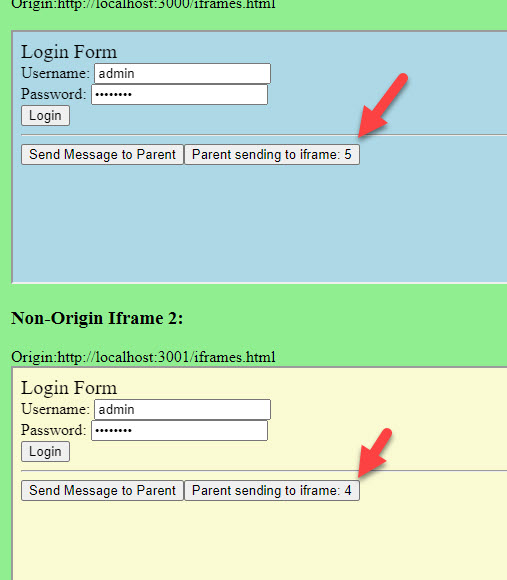 Origin:http://localhost:3000/iframes.html
Login Form
Username: admin
Password: ••••••••
Login
Send Message to Parent Parent sending to iframe: 5
Non-Origin Iframe 2:
Origin:http://localhost:3001/iframes.html
Login Form
Username: admin
Password: ••••••••
Login
Send Message to Parent Parent sending to iframe: 4